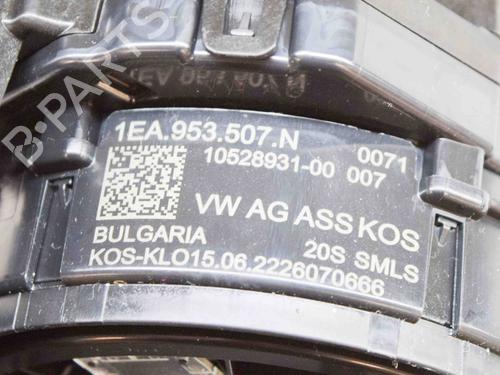 B-PARTS
1EA.953.507.N 0071
10528931-00 007
VW AG ASS KOS
BULGARIA 20S SMLS
KOS-KLO15.06.2226070666